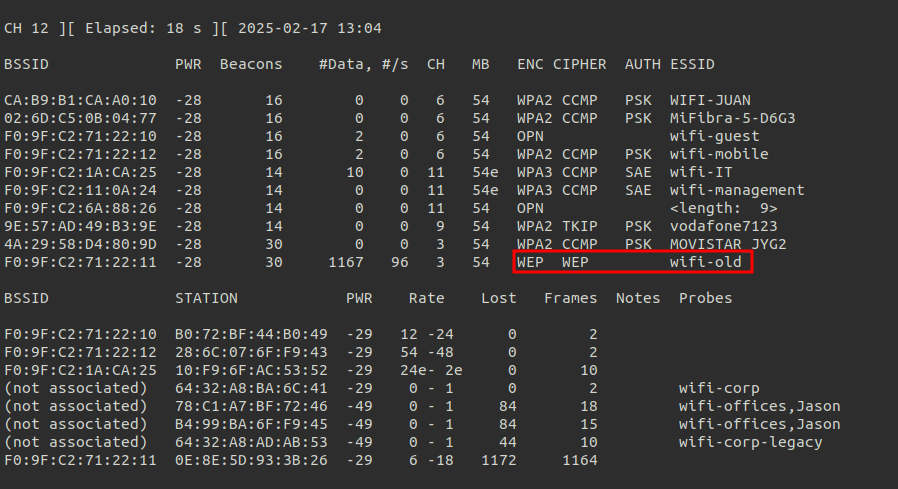 CH 12 ][ Elapsed: 18 s ][ 2025-02-17 13:04
BSSID PWR Beacons #Data, #/s CH MB ENC CIPHER AUTH ESSID
CA:B9:B1:CA:A0:10 -28 16 0 0 6 54 WPA2 CCMP PSK WIFI-JUAN
02:6D:C5:0B:04:77 -28 16 0 0 6 54 WPA2 CCMP PSK MiFibra-5-D6G3
F0:9F:C2:71:22:10 -28 16 2 0 6 54 OPN wifi-guest
F0:9F:C2:71:22:12 -28 16 2 0 6 54 WPA2 CCMP PSK wifi-mobile
F0:9F:C2:1A:CA:25 -28 14 10 0 11 54e WPA3 CCMP SAE wifi-IT
F0:9F:C2:11:0A:24 -28 14 0 0 11 54e WPA3 CCMP SAE wifi-management
F0:9F:C2:6A:88:26 -28 14 0 0 11 54 OPN <length: 9>
9E:57:AD:49:B3:9E -28 14 0 0 9 54 WPA2 TKIP PSK vodafone7123
4A:29:58:D4:80:9D -28 30 0 0 3 54 WPA2 CCMP PSK MOVISTAR_JYG2
F0:9F:C2:71:22:11 -28 30 1167 96 3 54 WEP WEP wifi-old
BSSID STATION PWR Rate Lost Frames Notes Probes
F0:9F:C2:71:22:10 B0:72:BF:44:B0:49 -29 12 -24 0 2
F0:9F:C2:71:22:12 28:6C:07:6F:F9:43 -29 54 -48 0 2
F0:9F:C2:1A:CA:25 10:F9:6F:AC:53:52 -29 24e- 2e 0 10
(not associated) 64:32:A8:BA:6C:41 -29 0 - 1 0 2 wifi-corp
(not associated) 78:C1:A7:BF:72:46 -49 0 - 1 84 18 wifi-offices,Jason
(not associated) B4:99:BA:6F:F9:45 -49 0 - 1 84 15 wifi-offices,Jason
(not associated) 64:32:A8:AD:AB:53 -49 0 - 1 44 10 wifi-corp-legacy
F0:9F:C2:71:22:11 0E:8E:5D:93:3B:26 -29 6 -18 1172 1164